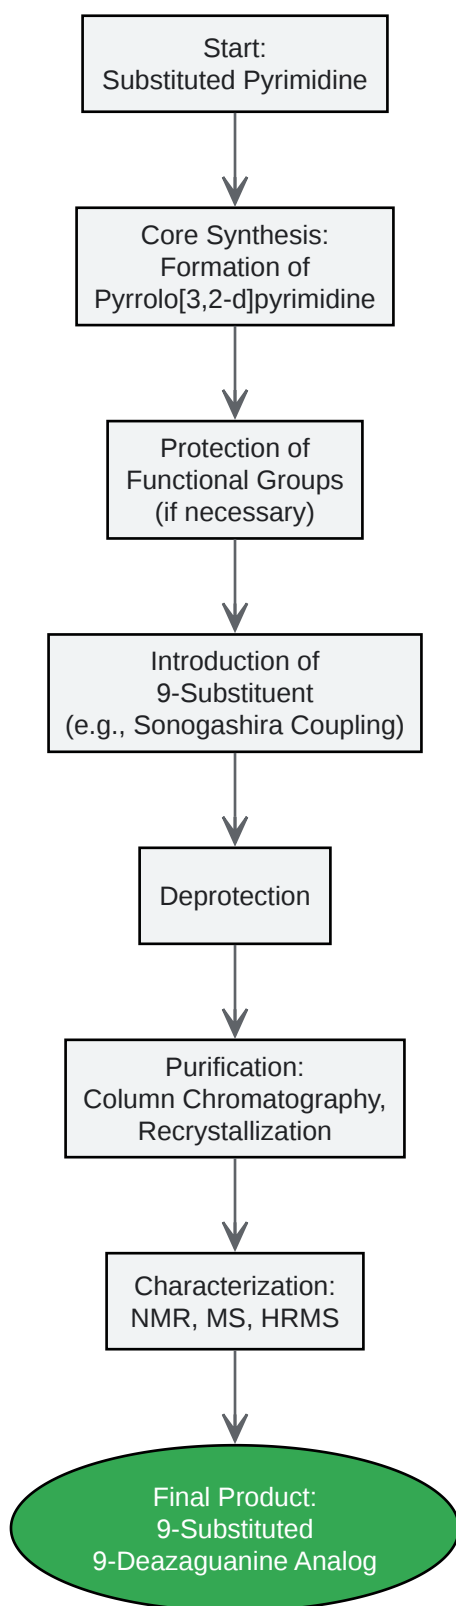 Start:
Substituted Pyrimidine
Core Synthesis:
Formation of
Pyrrolo[3,2-d]pyrimidine
Protection of
Functional Groups
(if necessary)
Introduction of
9-Substituent
(e.g., Sonogashira Coupling)
Deprotection
Purification:
Column Chromatography,
Recrystallization
Characterization:
NMR, MS, HRMS
Final Product:
9-Substituted
9-Deazaguanine Analog